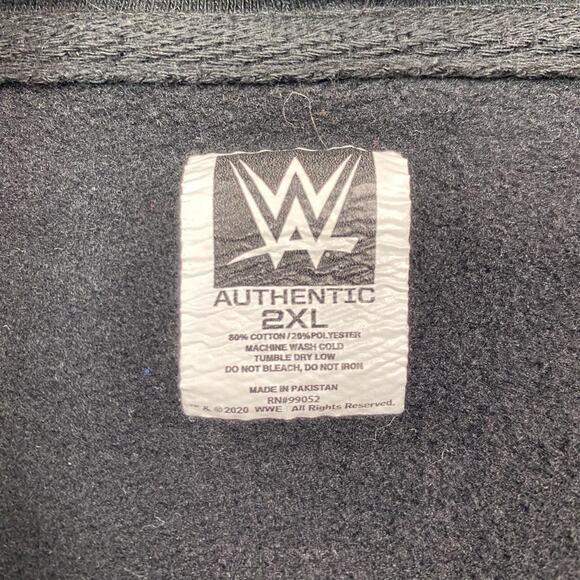 W
AUTHENTIC
2XL
80% COTTON / 20% POLYESTER
MACHINE WASH COLD
TUMBLE DRY LOW
DO NOT BLEACH, DO NOT IRON
MADE IN PAKISTAN
RN#99052
& ©2020 WWE All Rights Reserved.